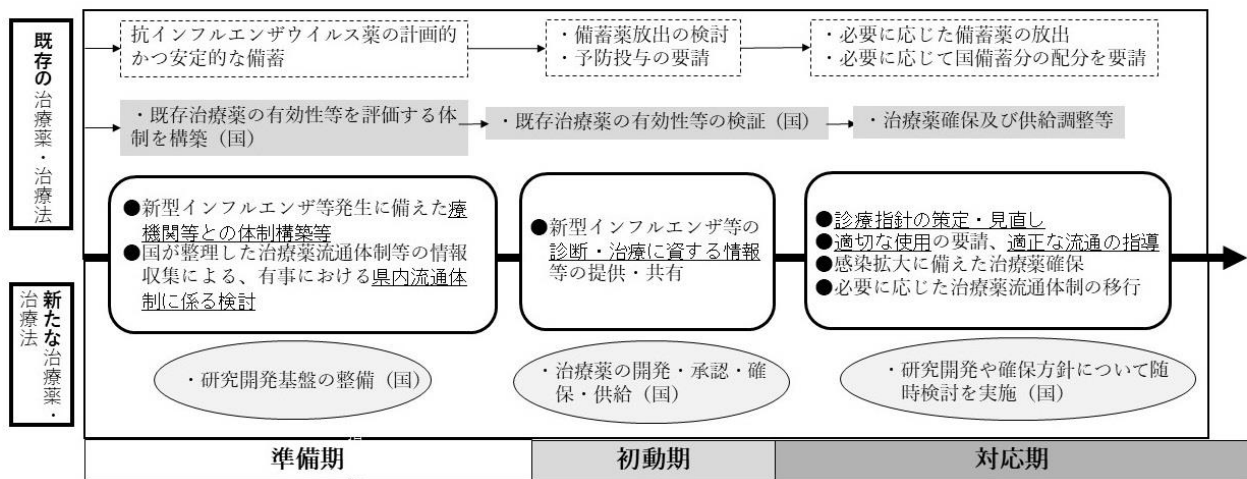 既存の治療薬・治療法
抗インフルエンザウイルス薬の計画的
かつ安定的な備蓄
・備蓄薬放出の検討
・予防投与の要請
・必要に応じた備蓄薬の放出
・必要に応じて国備蓄分の配分を要請
・既存治療薬の有効性等を評価する体
制を構築（国）
・既存治療薬の有効性等の検証（国）
・治療薬確保及び供給調整等
●新型インフルエンザ等発生に備えた療
機関等との体制構築等
●国が整理した治療薬流通体制等の情報
収集による、有事における県内流通体
制に係る検討
●新型インフルエンザ等の
診断・治療に資する情報
等の提供・共有
●診療指針の策定・見直し
●適切な使用の要請、適正な流通の指導
●感染拡大に備えた治療薬確保
●必要に応じた治療薬流通体制の移行
新たな治療薬・
治療法
・研究開発基盤の整備（国）
・治療薬の開発・承認・確
保・供給（国）
・研究開発や確保方針について随
時検討を実施（国）
準備期
初動期
対応期